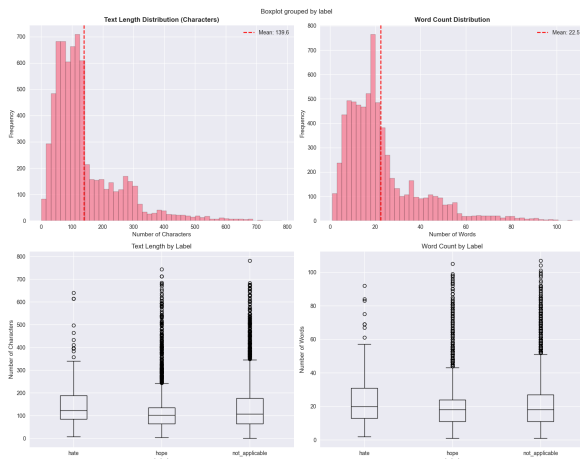 Boxplot grouped by label
Text Length Distribution (Characters)
Frequency
700
600
500
400
300
200
100
0
Mean: 139.6
0 100 200 300 400 500 600 700 800
Number of Characters
Word Count Distribution
Frequency
800
700
600
500
400
300
200
100
0
Mean: 22.5
0 20 40 60 80 100
Number of Words
Text Length by Label
Number of Characters
800
700
600
500
400
300
200
100
0
hate hope not_applicable
Word Count by Label
Number of Words
100
80
60
40
20
0
hate hope not_applicable